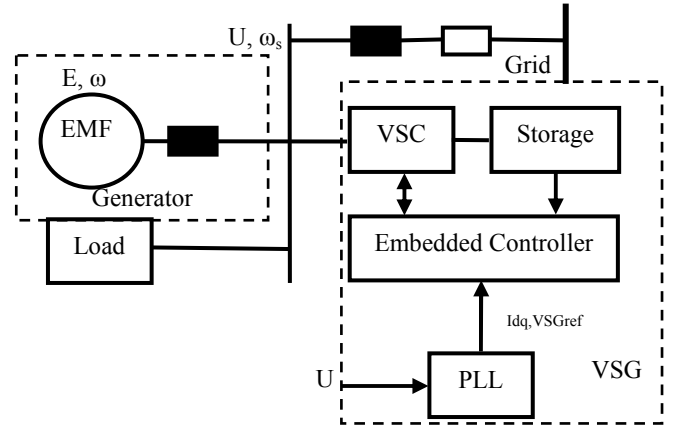 U, ωs
Grid
E, ω
EMF
Generator
VSC
Storage
Load
Embedded Controller
Idq,VSGref
U
PLL
VSG